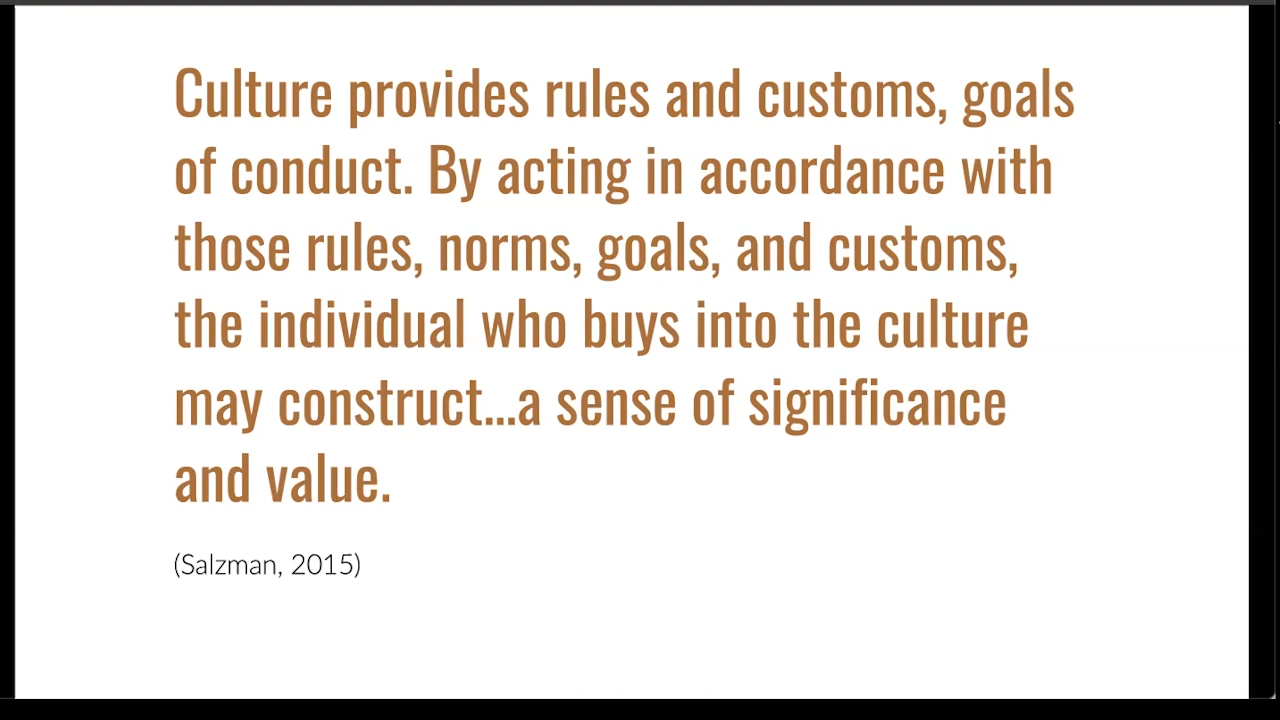 Culture provides rules and customs, goals
of conduct. By acting in accordance with
those rules, norms, goals, and customs,
the individual who buys into the culture
may construct...a sense of significance
and value.
(Salzman, 2015)